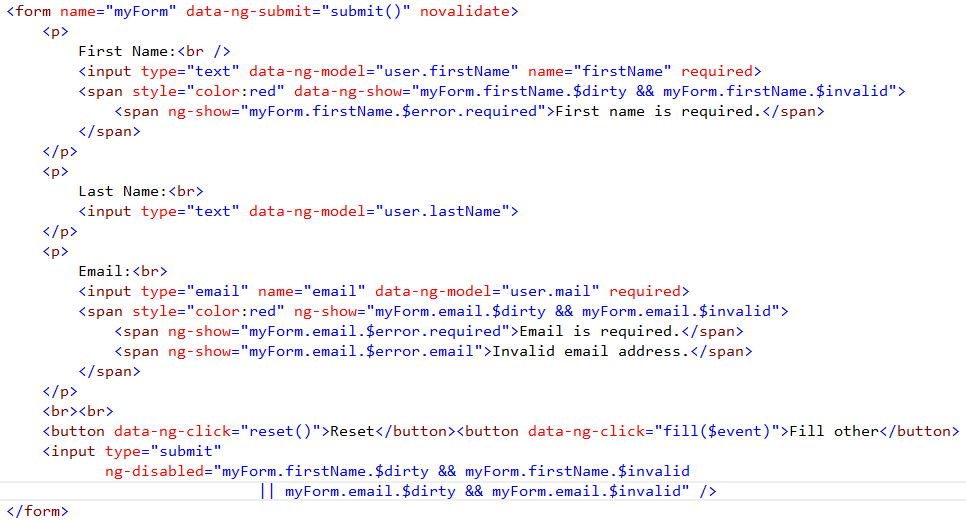 <form name="myForm" data-ng-submit="submit()" novalidate>
    <p>
        First Name:<br />
        <input type="text" data-ng-model="user.firstName" name="firstName" required>
        <span style="color:red" data-ng-show="myForm.firstName.$dirty && myForm.firstName.$invalid">
            <span ng-show="myForm.firstName.$error.required">First name is required.</span>
        </span>
    </p>
    <p>
        Last Name:<br>
        <input type="text" data-ng-model="user.lastName">
    </p>
    <p>
        Email:<br>
        <input type="email" name="email" data-ng-model="user.mail" required>
        <span style="color:red" ng-show="myForm.email.$dirty && myForm.email.$invalid">
            <span ng-show="myForm.email.$error.required">Email is required.</span>
            <span ng-show="myForm.email.$error.email">Invalid email address.</span>
        </span>
    </p>
    <br><br>
    <button data-ng-click="reset()">Reset</button><button data-ng-click="fill($event)">Fill other</button>
    <input type="submit"
           ng-disabled="myForm.firstName.$dirty && myForm.firstName.$invalid
                            || myForm.email.$dirty && myForm.email.$invalid" />
</form>